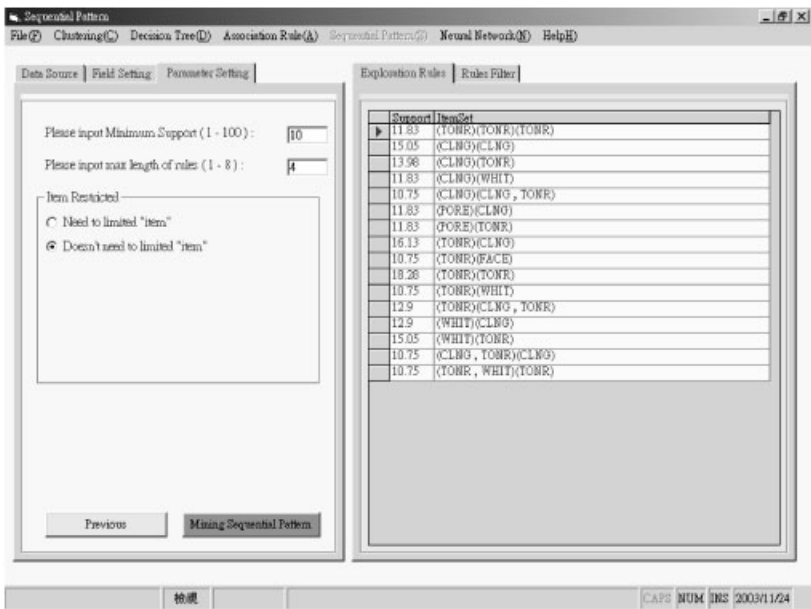 Sequential Pattern
File(F) Clustering(C) Decision Tree(D) Association Rule(A) Sequential Pattern(S) Neural Network(N) HelpH)
Data Source Field Setting Parameter Setting
Please input Minimum Support ( 1 - 100 ) : 10
Please input max length of rules ( 1 - 8 ) : 4
Item Restricted
Need to limited "item"
Doesn't need to limited "item"
Previous Mining Sequential Pattern
Exploration Rules Rules Filter
Support ItemSet
11.83 (TONR)(TONR)(TONR)
15.05 (CLNG)(CLNG)
13.98 (CLNG)(TONR)
11.83 (CLNG)(WHIT)
10.75 (CLNG)(CLNG , TONR)
11.83 (PORE)(CLNG)
11.83 (PORE)(TONR)
16.13 (TONR)(CLNG)
10.75 (TONR)(FACE)
18.28 (TONR)(TONR)
10.75 (TONR)(WHIT)
12.9 (TONR)(CLNG , TONR)
12.9 (WHIT)(CLNG)
15.05 (WHIT)(TONR)
10.75 (CLNG , TONR)(CLNG)
10.75 (TONR , WHIT)(TONR)
檢視 CAPS NUM INS 2003/11/24